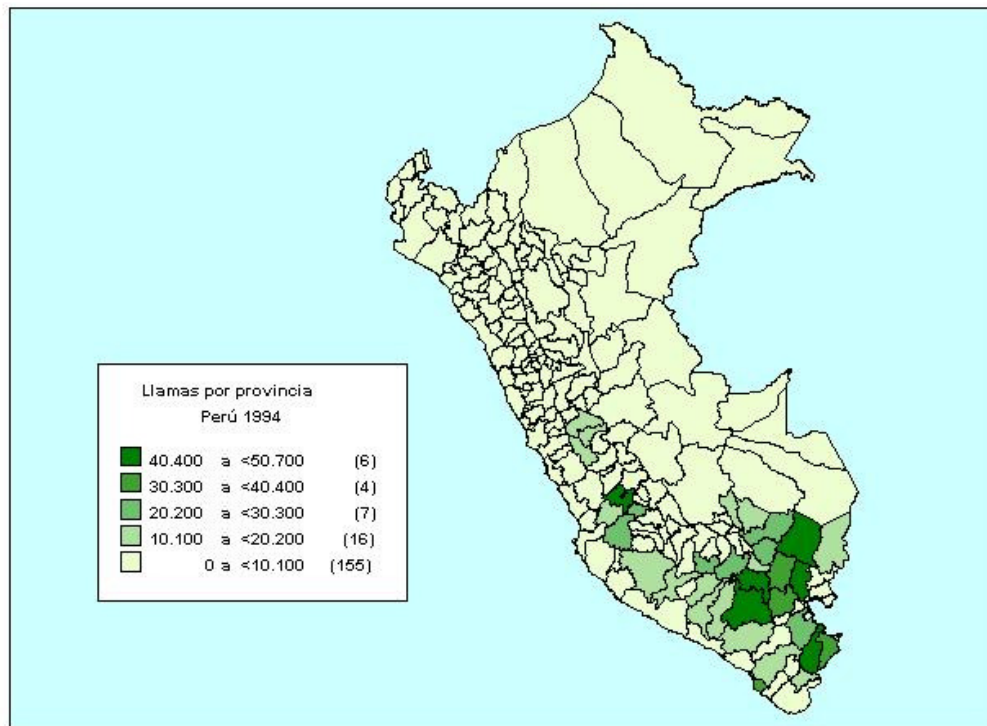 Llamas por provincia
Perú 1994
40.400 a <50.700 (6)
30.300 a <40.400 (4)
20.200 a <30.300 (7)
10.100 a <20.200 (16)
0 a <10.100 (155)